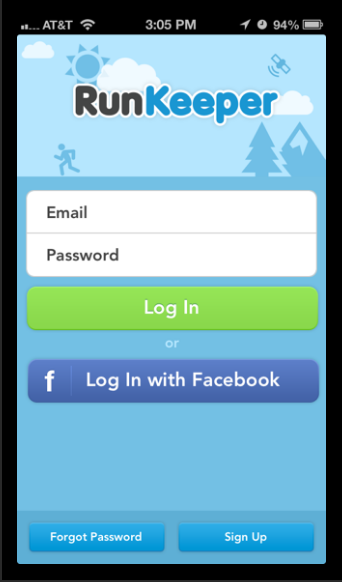 AT&T 3:05 PM 94%
RunKeeper
Email
Password
Log In
or
f Log In with Facebook
Forgot Password Sign Up